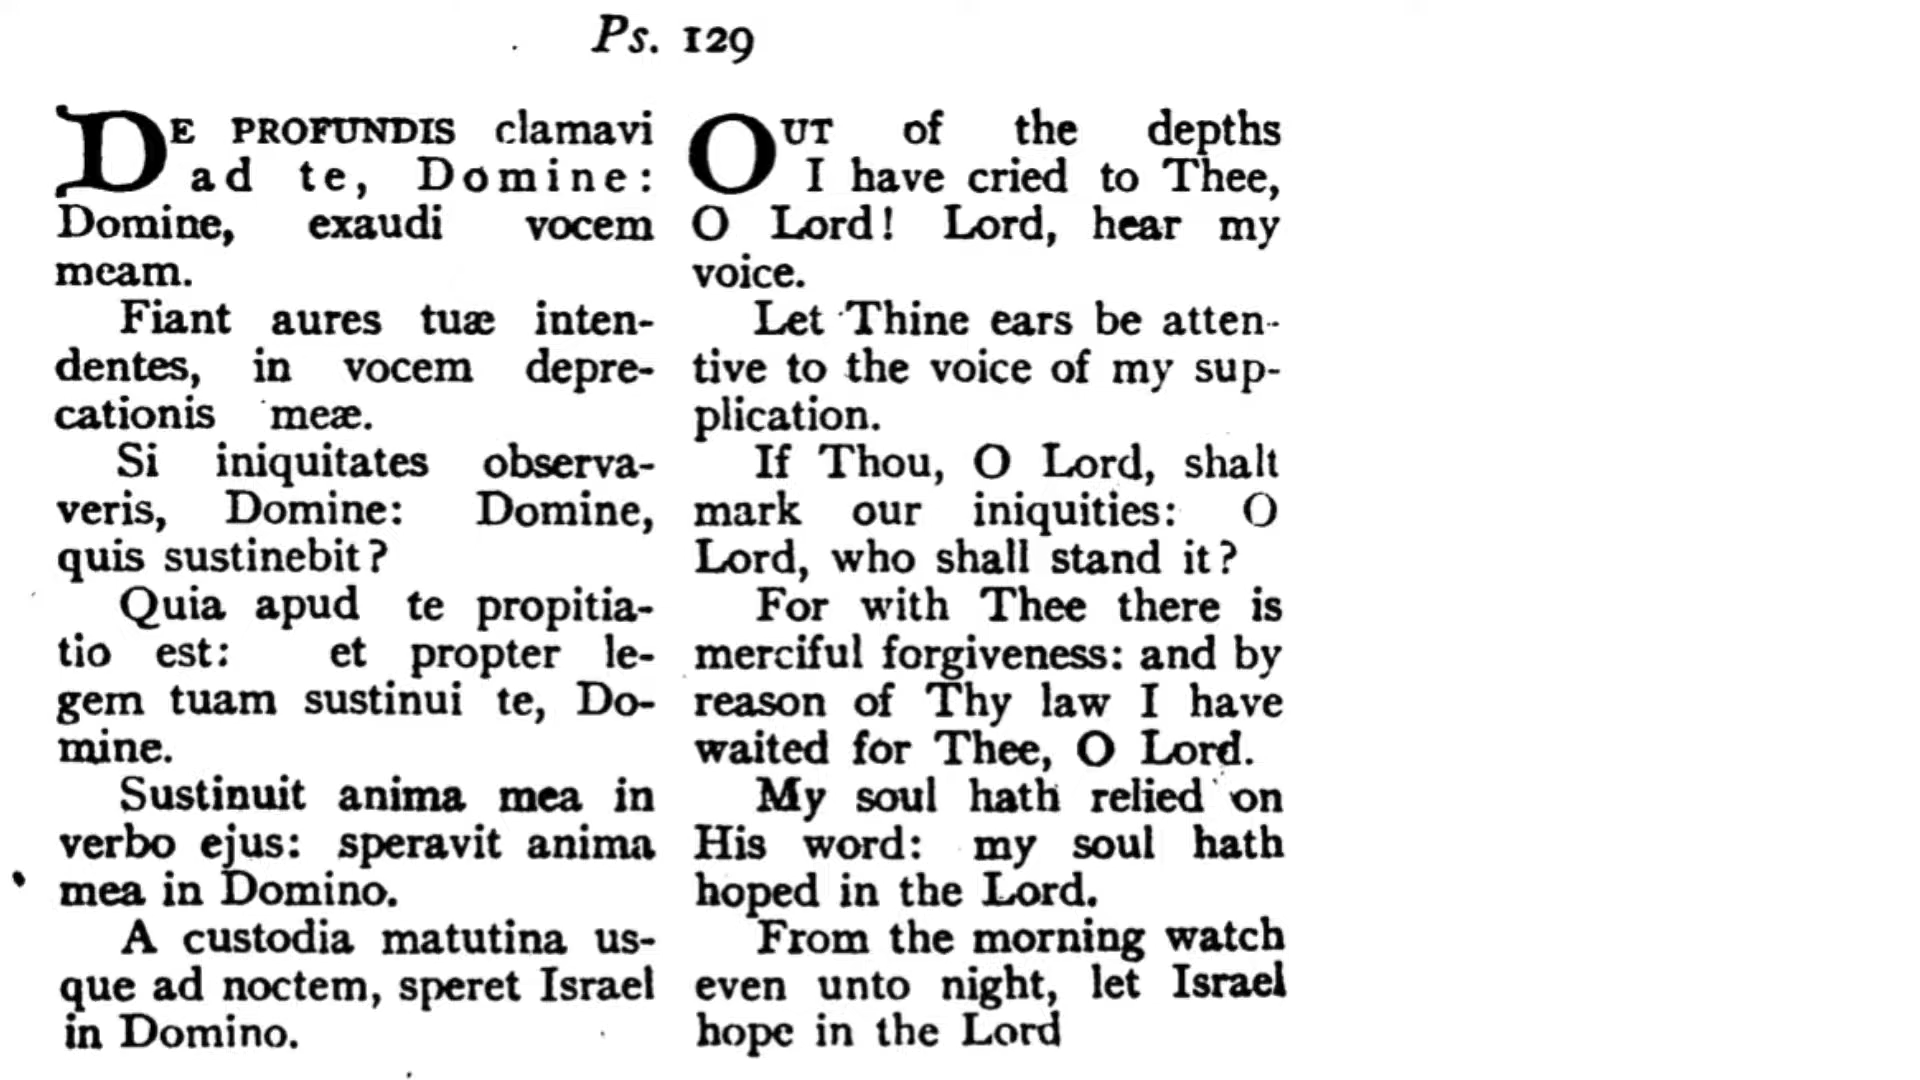 Ps. 129
DE PROFUNDIS clamavi
ad te, Domine:
Domine, exaudi vocem
meam.
Fiant aures tuæ inten-
dentes, in vocem depre-
cationis meæ.
Si iniquitates observa-
veris, Domine: Domine,
quis sustinebit?
Quia apud te propitia-
tio est: et propter le-
gem tuam sustinui te, Do-
mine.
Sustinuit anima mea in
verbo ejus: speravit anima
mea in Domino.
A custodia matutina us-
que ad noctem, speret Israel
in Domino.
OUT of the depths
I have cried to Thee,
O Lord! Lord, hear my
voice.
Let Thine ears be atten-
tive to the voice of my sup-
plication.
If Thou, O Lord, shalt
mark our iniquities: O
Lord, who shall stand it?
For with Thee there is
merciful forgiveness: and by
reason of Thy law I have
waited for Thee, O Lord.
My soul hath relied on
His word: my soul hath
hoped in the Lord.
From the morning watch
even unto night, let Israel
hope in the Lord